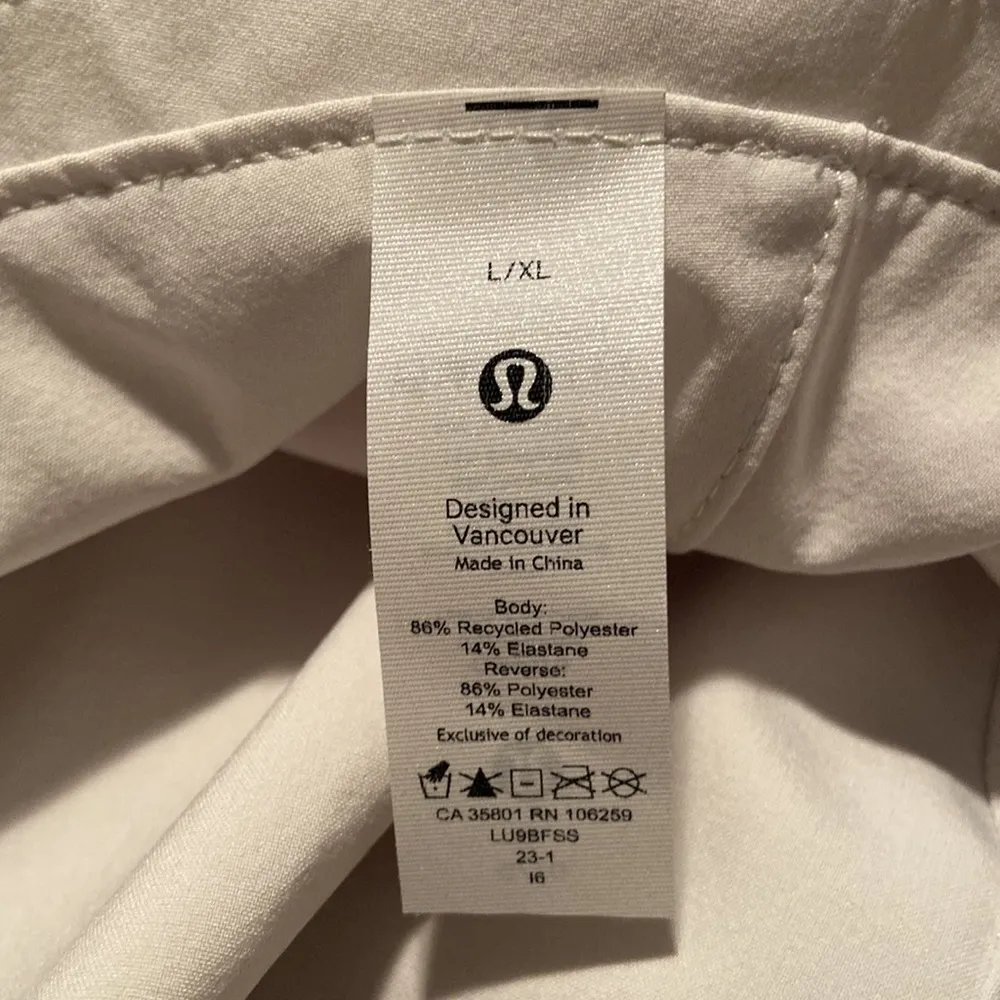 L/XL
Designed in
Vancouver
Made in China
Body:
86% Recycled Polyester
14% Elastane
Reverse:
86% Polyester
14% Elastane
Exclusive of decoration
CA 35801 RN 106259
LU9BFSS
23-1
I6